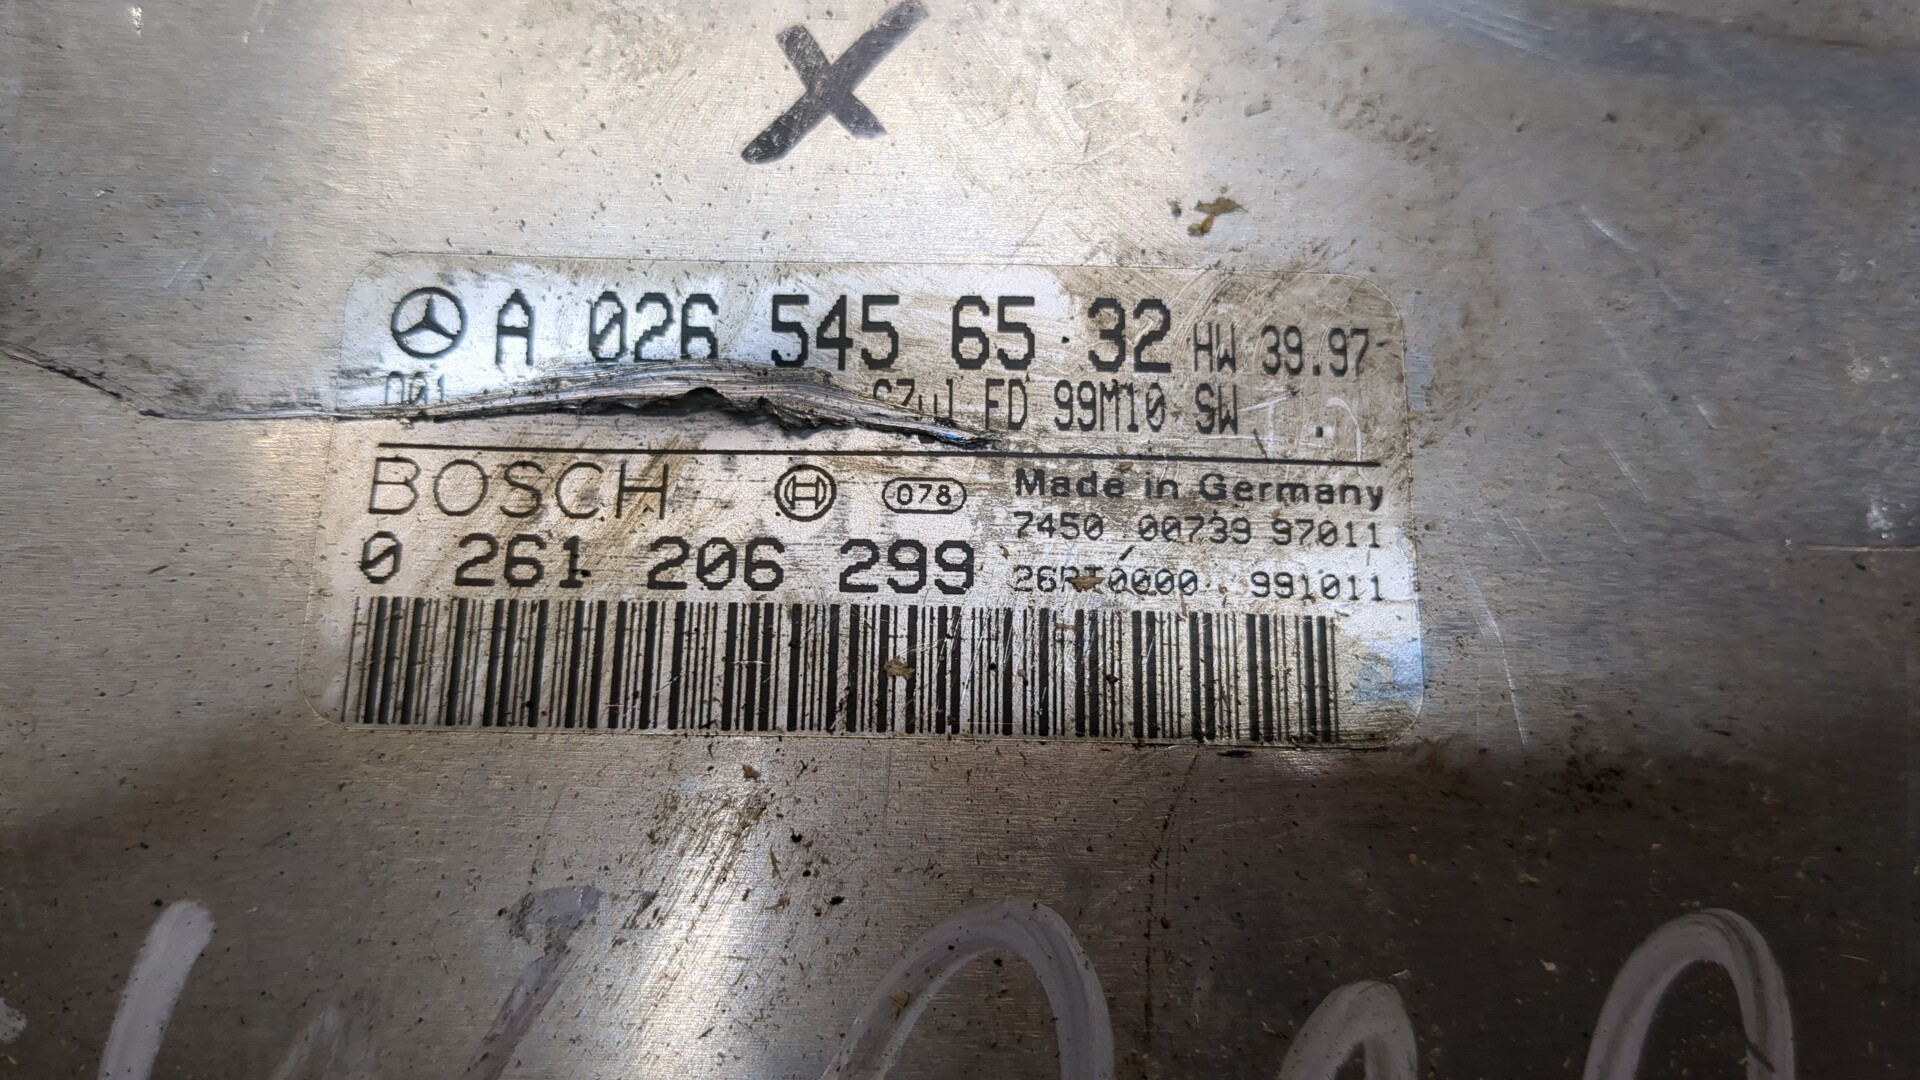 X
A 026 545 65 32 HW 39.97
001 FD 99M10 SW
BOSCH 078 Made in Germany
7450 00739 97011
0 261 206 299 991011